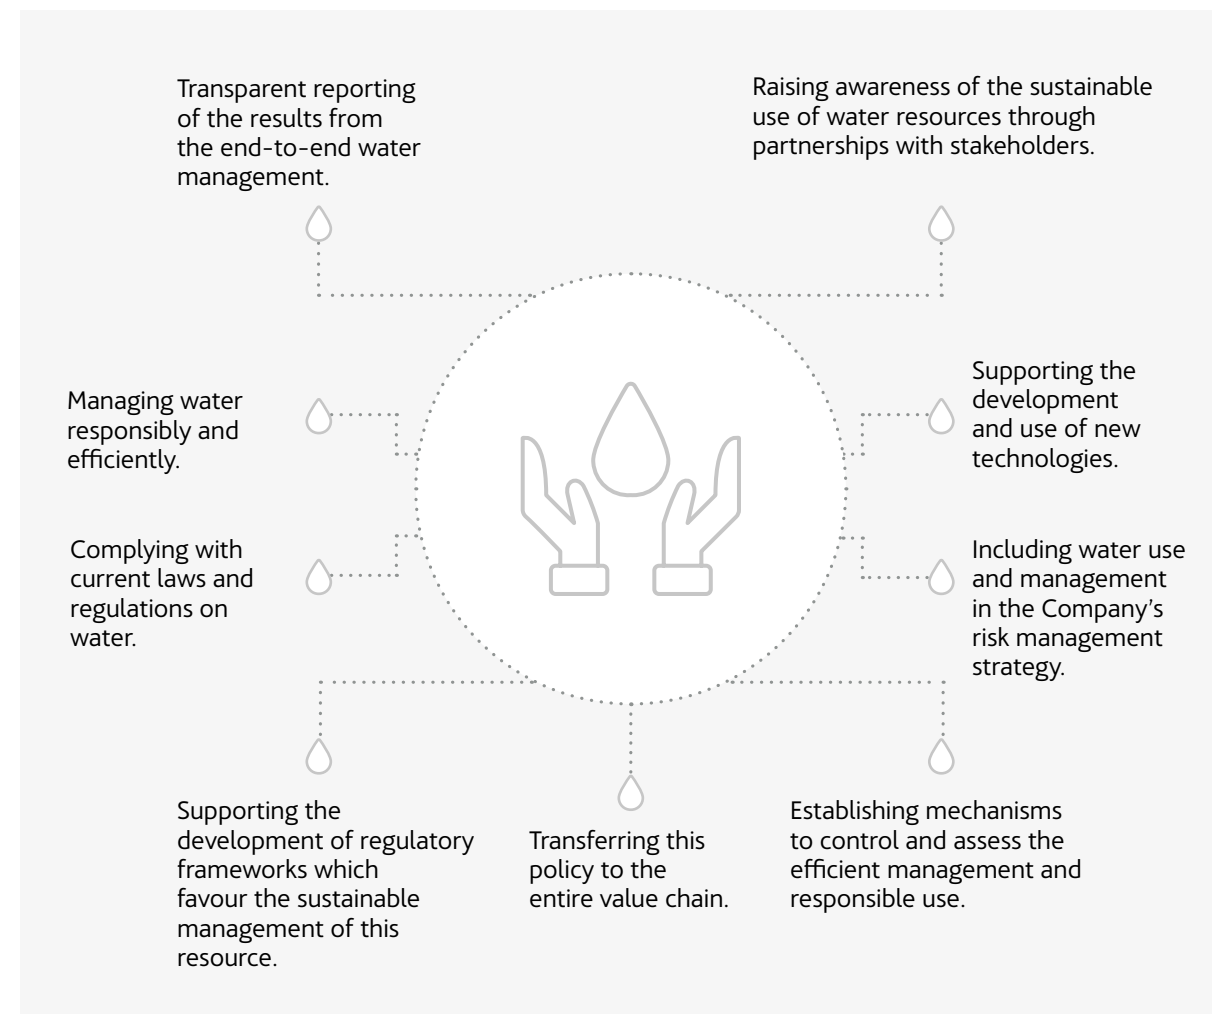 Transparent reporting
of the results from
the end-to-end water
management.
Raising awareness of the sustainable
use of water resources through
partnerships with stakeholders.
Managing water
responsibly and
efficiently.
Supporting the
development
and use of new
technologies.
Complying with
current laws and
regulations on
water.
Including water use
and management
in the Company’s
risk management
strategy.
Supporting the
development of regulatory
frameworks which
favour the sustainable
management of this
resource.
Transferring this
policy to the
entire value chain.
Establishing mechanisms
to control and assess the
efficient management and
responsible use.